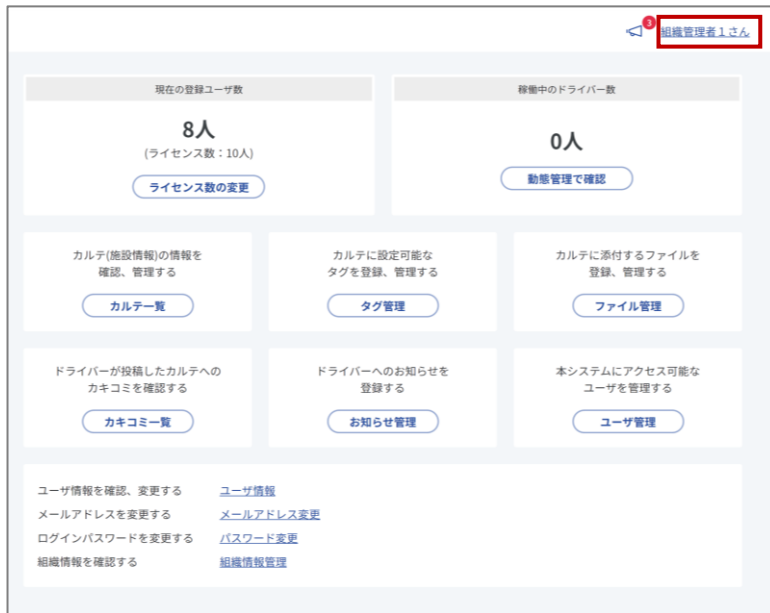 3
組織管理者１さん
現在の登録ユーザ数
8人
(ライセンス数：10人)
ライセンス数の変更
稼働中のドライバー数
0人
動態管理で確認
カルテ(施設情報)の情報を
確認、管理する
カルテ一覧
カルテに設定可能な
タグを登録、管理する
タグ管理
カルテに添付するファイルを
登録、管理する
ファイル管理
ドライバーが投稿したカルテへの
カキコミを確認する
カキコミ一覧
ドライバーへのお知らせを
登録する
お知らせ管理
本システムにアクセス可能な
ユーザを管理する
ユーザ管理
ユーザ情報を確認、変更する ユーザ情報
メールアドレスを変更する メールアドレス変更
ログインパスワードを変更する パスワード変更
組織情報を確認する 組織情報管理